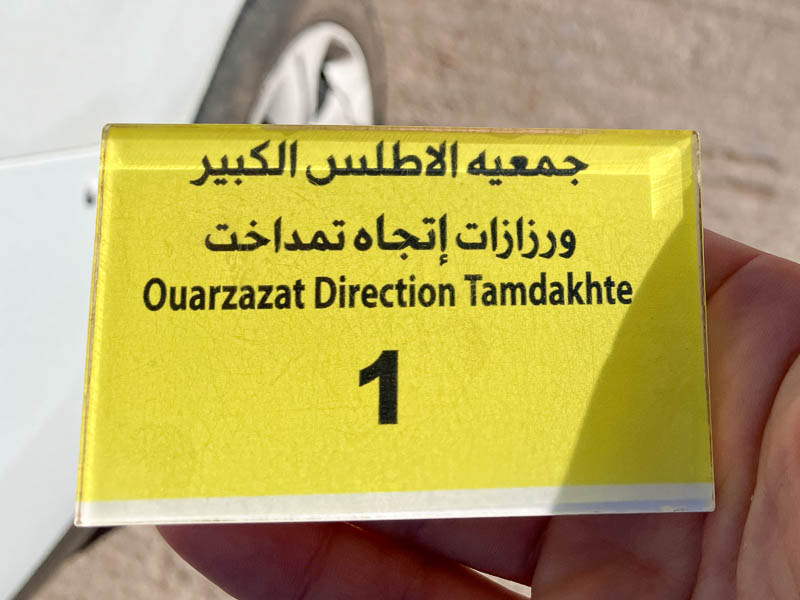 جمعيه الاطلس الكبير
ورزازات إتجاه تمداخت
Ouarzazat Direction Tamdakhte
1